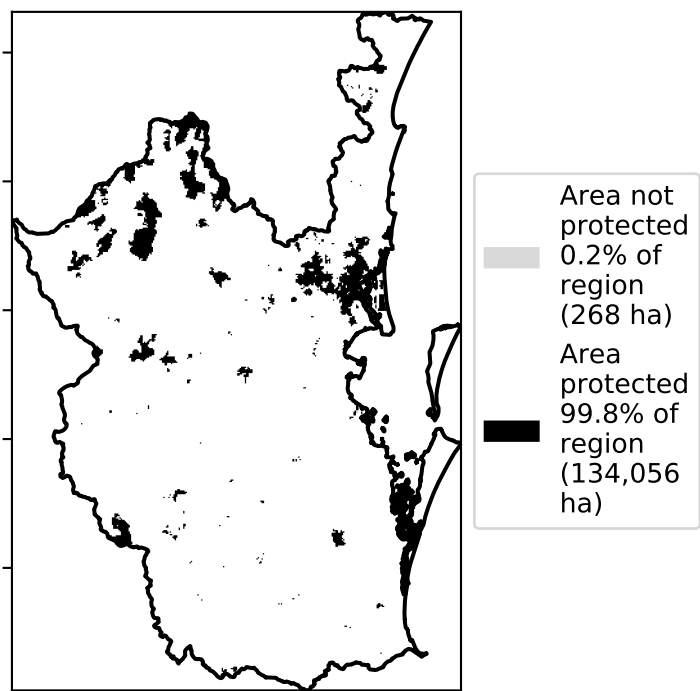 Area not
protected
0.2% of
region
(268 ha)
Area
protected
99.8% of
region
(134,056
ha)